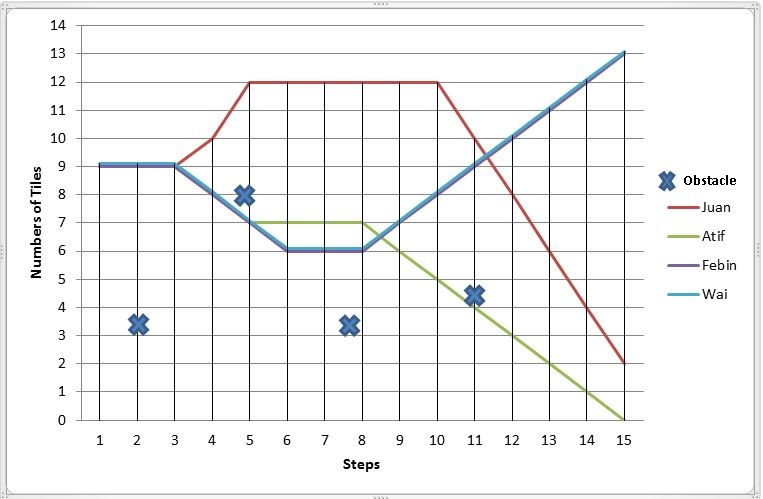 14
13
12
11
10
9
8
7
6
5
4
3
2
1
0
Numbers of Tiles
1 2 3 4 5 6 7 8 9 10 11 12 13 14 15
Steps
Obstacle
Juan
Atif
Febin
Wai